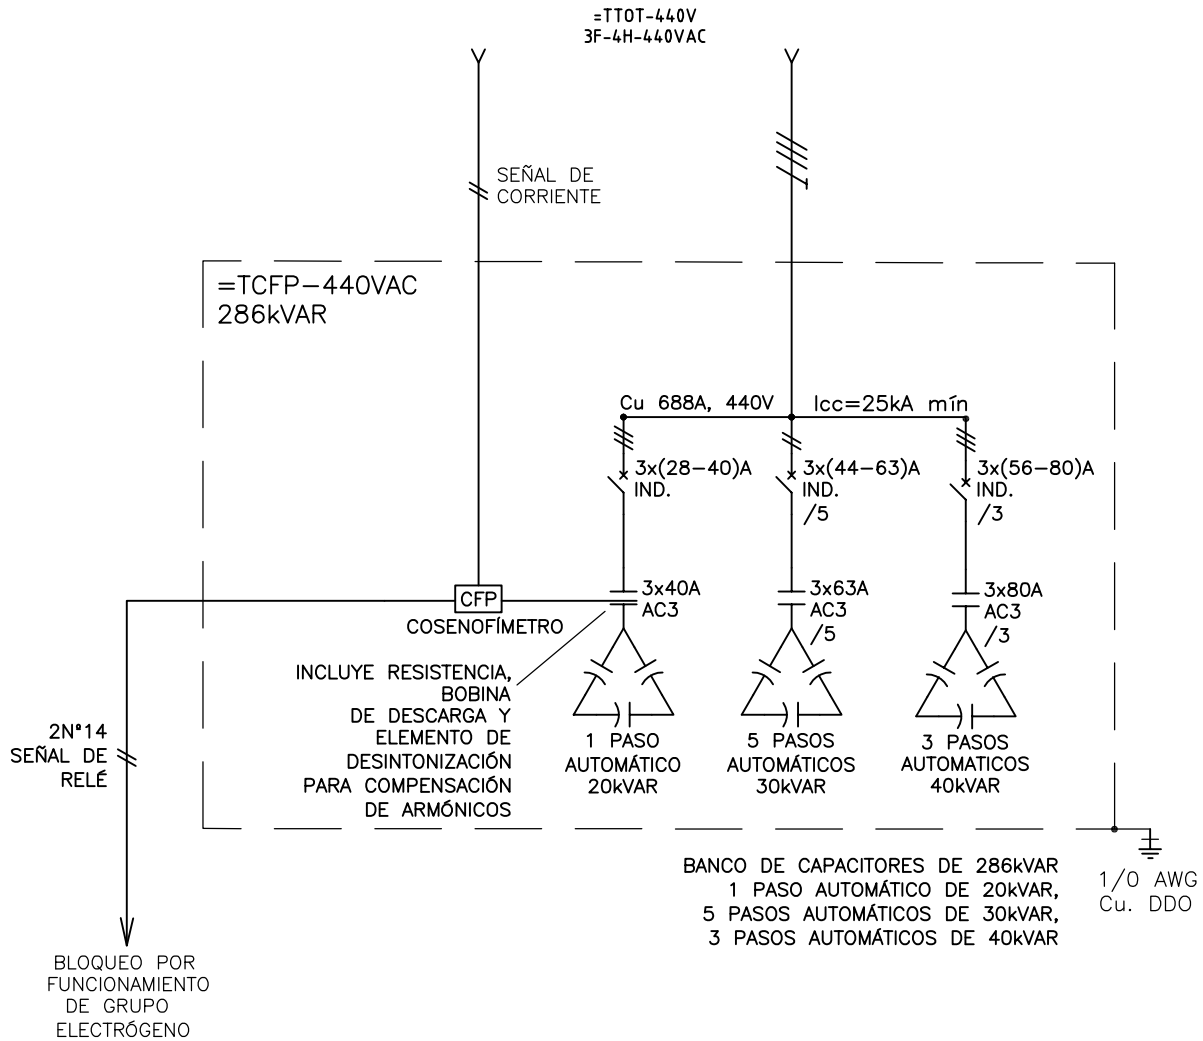 =TTOT-440V
3F-4H-440VAC
SEÑAL DE
CORRIENTE
=TCFP-440VAC
286kVAR
Cu 688A, 440V
Icc=25kA mín
3x(28-40)A
IND.
3x(44-63)A
IND.
/5
3x(56-80)A
IND.
/3
CFP
COSENOFÍMETRO
3x40A
AC3
3x63A
AC3
/5
3x80A
AC3
/3
INCLUYE RESISTENCIA,
BOBINA
DE DESCARGA Y
ELEMENTO DE
DESINTONIZACIÓN
PARA COMPENSACIÓN
DE ARMÓNICOS
1 PASO
AUTOMÁTICO
20kVAR
5 PASOS
AUTOMÁTICOS
30kVAR
3 PASOS
AUTOMATICOS
40kVAR
2N°14
SEÑAL DE
RELÉ
BANCO DE CAPACITORES DE 286kVAR
1 PASO AUTOMÁTICO DE 20kVAR,
5 PASOS AUTOMÁTICOS DE 30kVAR,
3 PASOS AUTOMÁTICOS DE 40kVAR
1/0 AWG
Cu. DDO
BLOQUEO POR
FUNCIONAMIENTO
DE GRUPO
ELECTRÓGENO